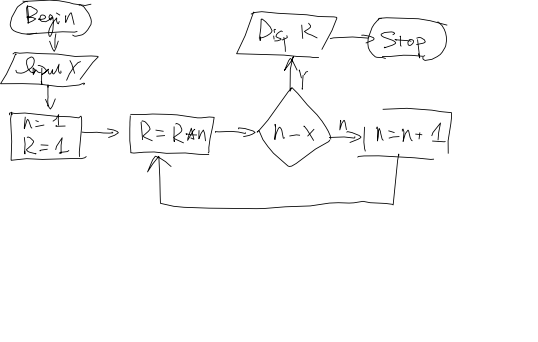 Begin
Input X
n = 1
R = 1
R = R*n
n - x
Y
Disp R
Stop
n
n = n + 1